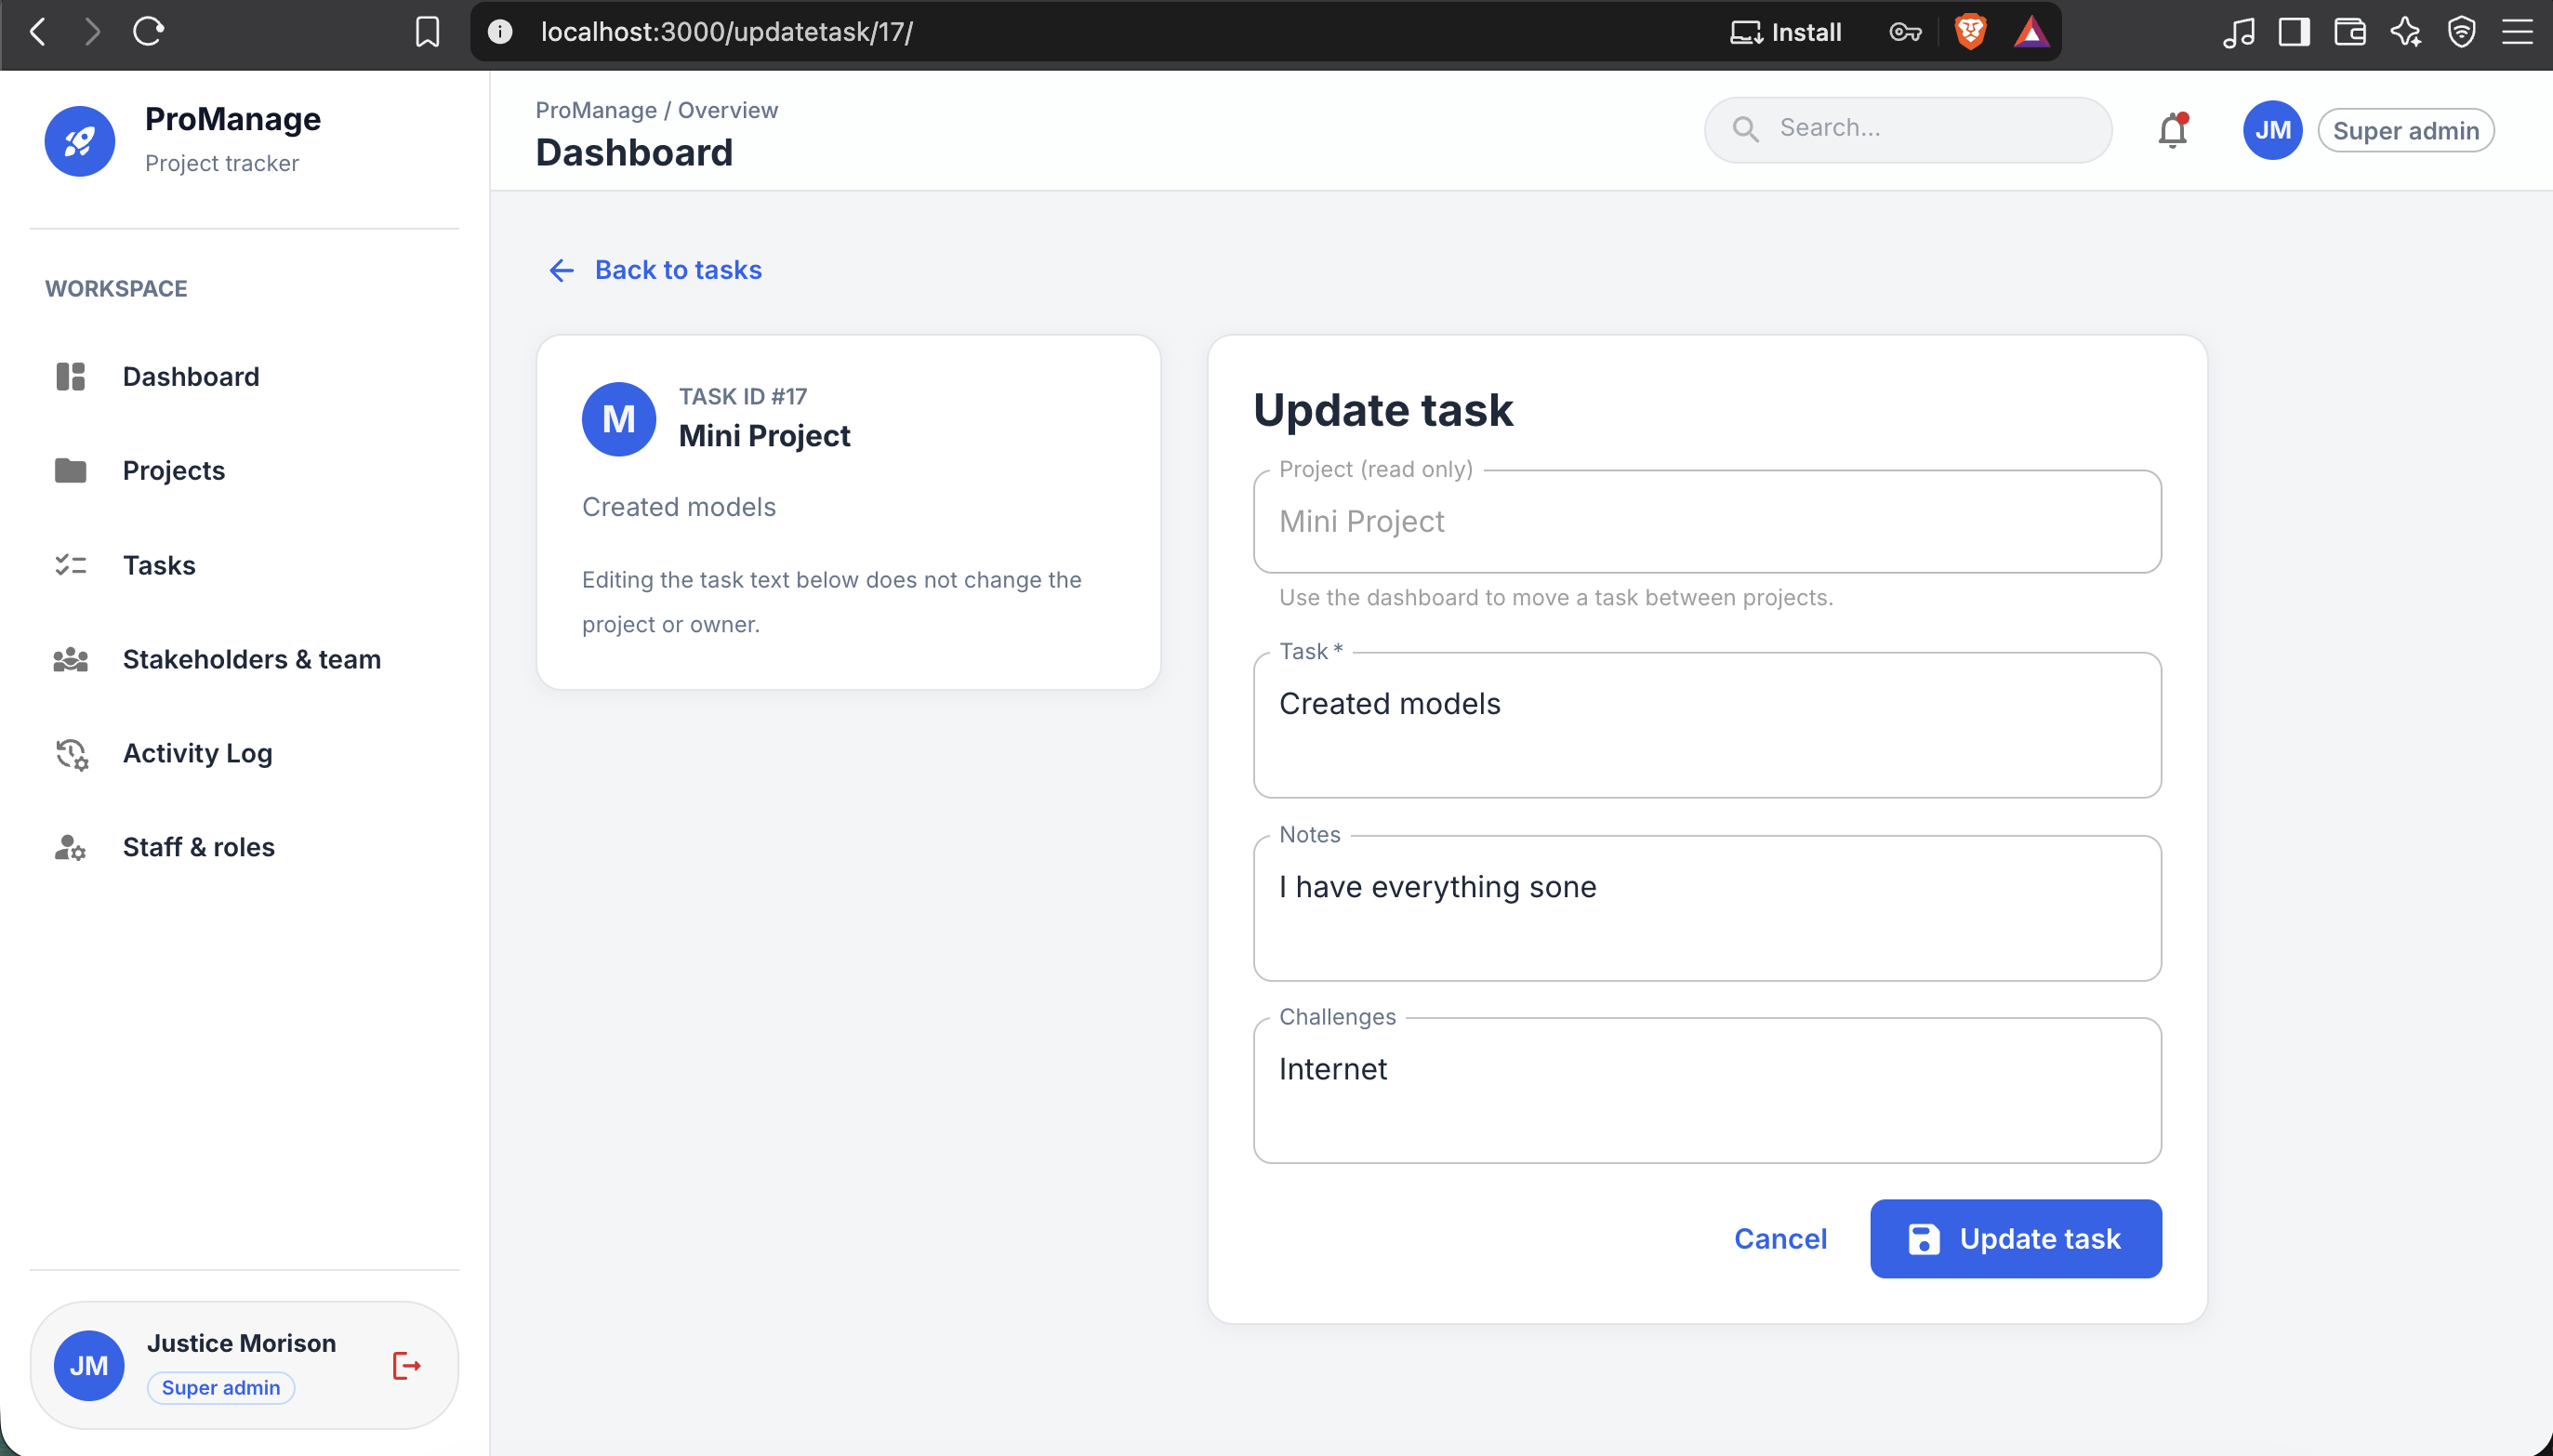 localhost:3000/updatetask/17/
Install
ProManage
Project tracker
WORKSPACE
Dashboard
Projects
Tasks
Stakeholders & team
Activity Log
Staff & roles
JM
Justice Morison
Super admin
ProManage / Overview
Dashboard
Search...
JM
Super admin
Back to tasks
M
TASK ID #17
Mini Project
Created models
Editing the task text below does not change the
project or owner.
Update task
Project (read only)
Mini Project
Use the dashboard to move a task between projects.
Task *
Created models
Notes
I have everything sone
Challenges
Internet
Cancel
Update task